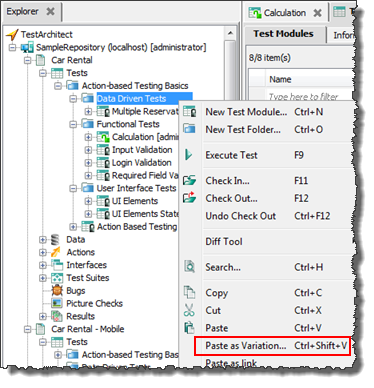 Explorer
TestArchitect
SampleRepository (localhost) [administrator]
Car Rental
Tests
Action-based Testing Basics
Data Driven Tests
Multiple Reservat
Functional Tests
Calculation [admi
Input Validation
Login Validation
Required Field Va
User Interface Tests
UI Elements
UI Elements State
Action Based Testing
Data
Actions
Interfaces
Test Suites
Bugs
Picture Checks
Results
Car Rental - Mobile
Tests
Action-based Testing Ba
Calculation
Test Modules
Inform
8/8 item(s)
Name
Type here to filter
New Test Module... Ctrl+N
New Test Folder... Ctrl+O
Execute Test F9
Check In... F11
Check Out... F12
Undo Check Out Ctrl+F12
Diff Tool
Search... Ctrl+H
Copy Ctrl+C
Cut Ctrl+X
Paste Ctrl+V
Paste as Variation... Ctrl+Shift+V
Paste as link